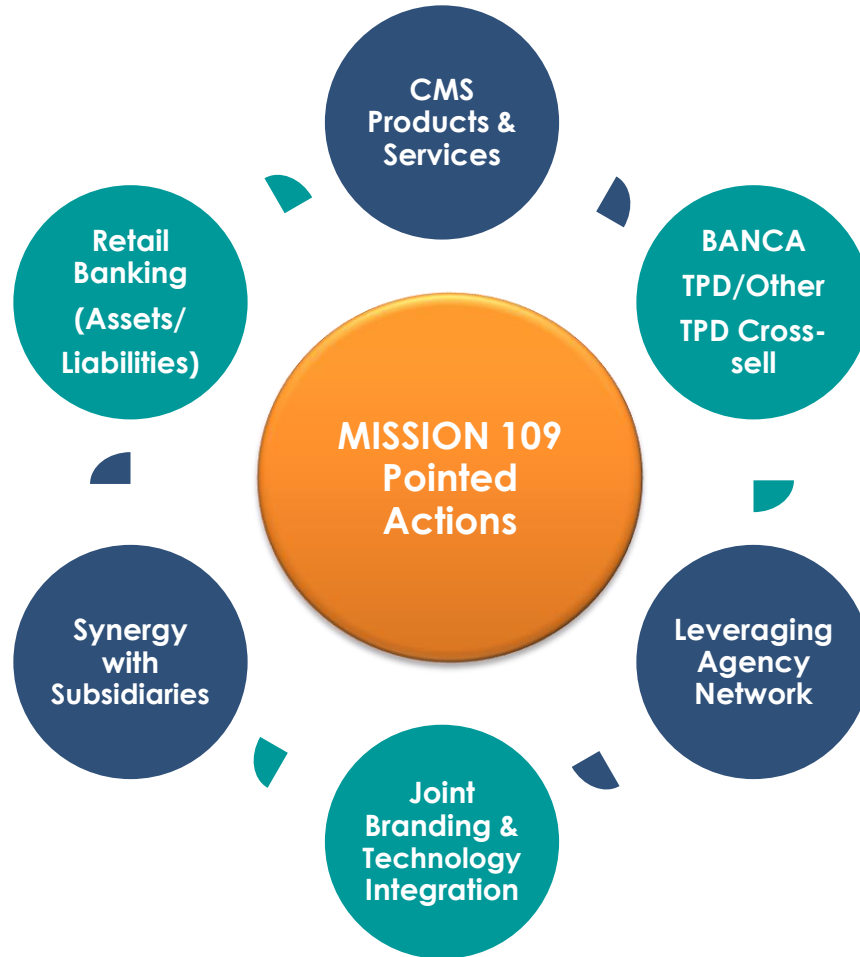 CMS
Products &
Services
BANCA
TPD/Other
TPD Cross-
sell
Leveraging
Agency
Network
Joint
Branding &
Technology
Integration
Synergy
with
Subsidiaries
Retail
Banking
(Assets/
Liabilities)
MISSION 109
Pointed
Actions